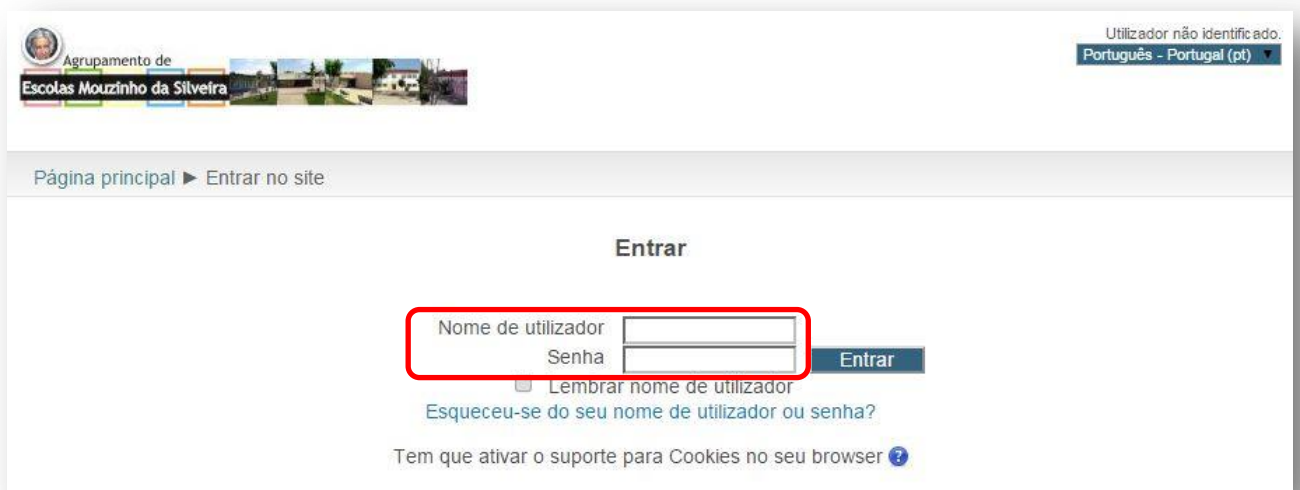 Utilizador não identificado.
Português - Portugal (pt)
Agrupamento de
Escolas Mouzinho da Silveira
Página principal ► Entrar no site
Entrar
Nome de utilizador
Senha
Entrar
Lembrar nome de utilizador
Esqueceu-se do seu nome de utilizador ou senha?
Tem que ativar o suporte para Cookies no seu browser